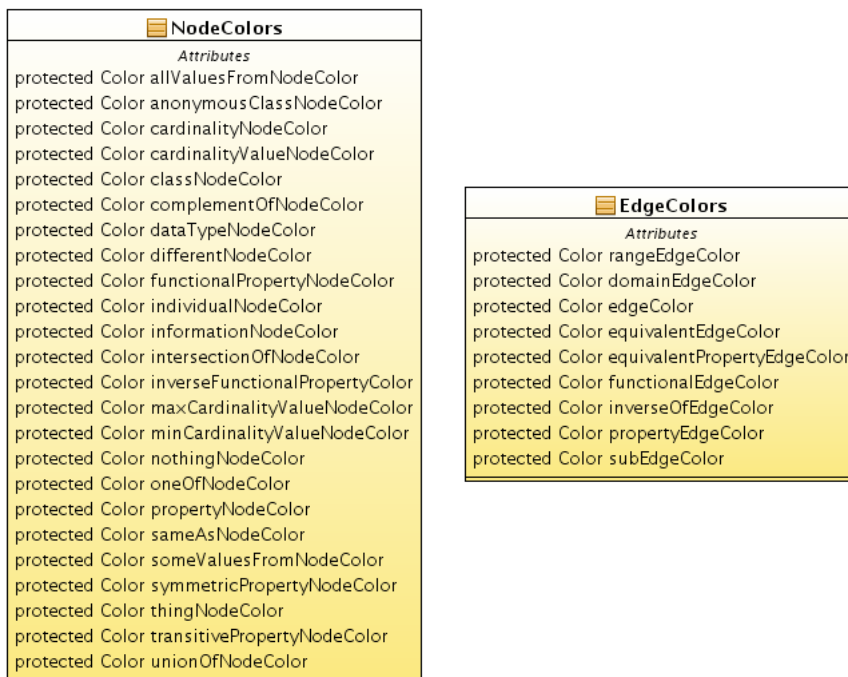 NodeColors
Attributes
protected Color allValuesFromNodeColor
protected Color anonymousClassNodeColor
protected Color cardinalityNodeColor
protected Color cardinalityValueNodeColor
protected Color classNodeColor
protected Color complementOfNodeColor
protected Color dataTypeNodeColor
protected Color differentNodeColor
protected Color functionalPropertyNodeColor
protected Color individualNodeColor
protected Color informationNodeColor
protected Color intersectionOfNodeColor
protected Color inverseFunctionalPropertyColor
protected Color maxCardinalityValueNodeColor
protected Color minCardinalityValueNodeColor
protected Color nothingNodeColor
protected Color oneOfNodeColor
protected Color propertyNodeColor
protected Color sameAsNodeColor
protected Color someValuesFromNodeColor
protected Color symmetricPropertyNodeColor
protected Color thingNodeColor
protected Color transitivePropertyNodeColor
protected Color unionOfNodeColor
EdgeColors
Attributes
protected Color rangeEdgeColor
protected Color domainEdgeColor
protected Color edgeColor
protected Color equivalentEdgeColor
protected Color equivalentPropertyEdgeColor
protected Color functionalEdgeColor
protected Color inverseOfEdgeColor
protected Color propertyEdgeColor
protected Color subEdgeColor